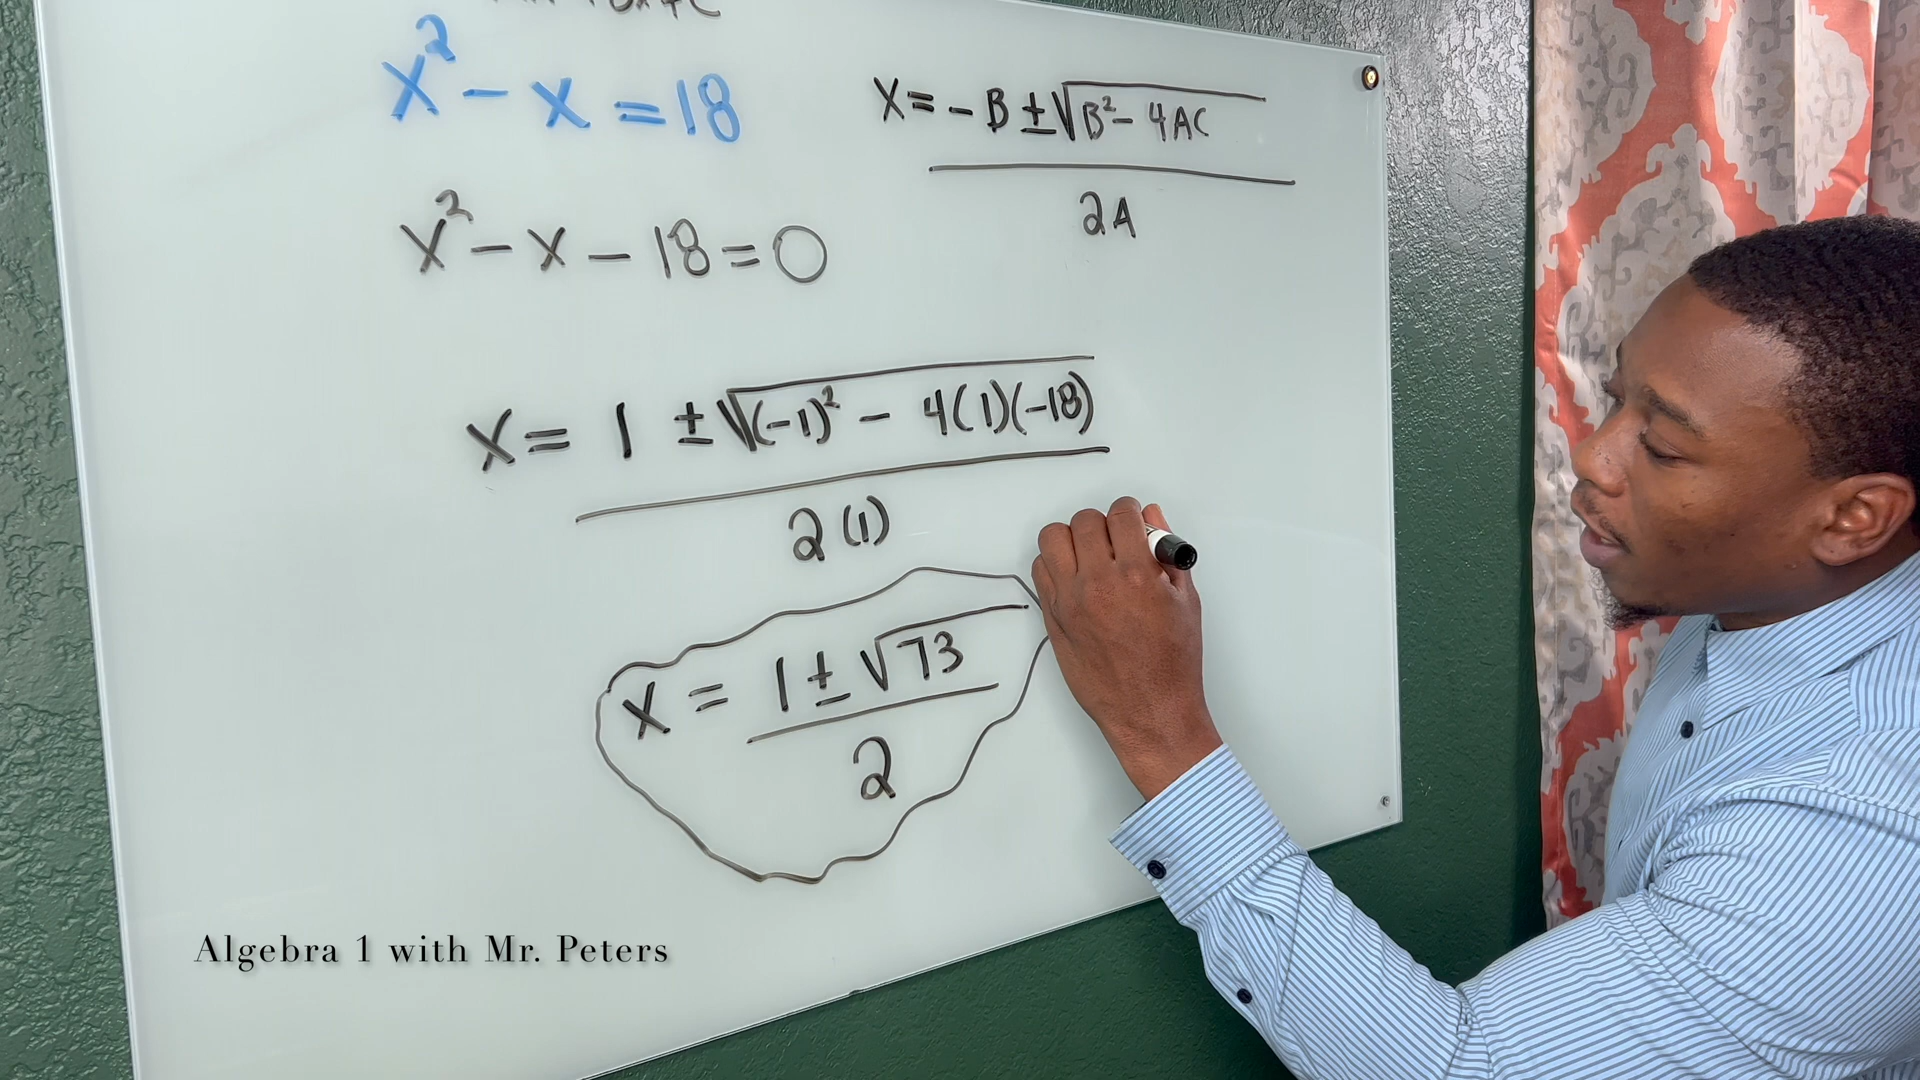 x² - x = 18
x = -B ± √B² - 4AC
2A
x² - x - 18 = 0
x = 1 ± √(-1)² - 4(1)(-18)
2(1)
x = 1 ± √73
2
Algebra 1 with Mr. Peters